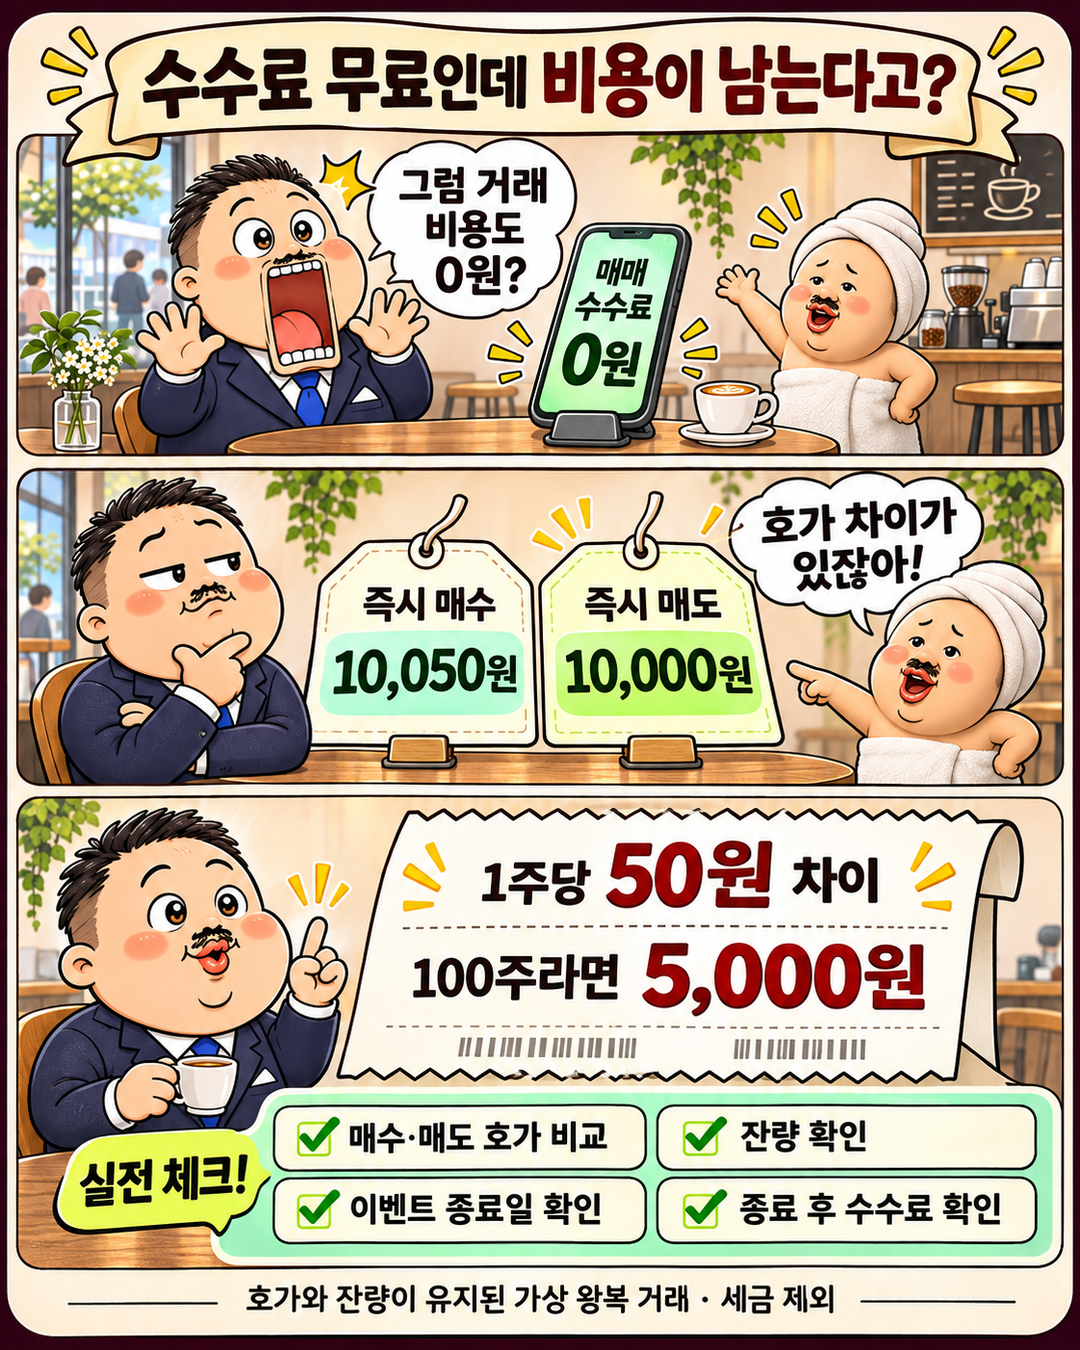 수수료 무료인데 비용이 남는다고?
그럼 거래
비용도
0원?
매매
수수료
0원
호가 차이가
있잖아!
즉시 매수
10,050원
즉시 매도
10,000원
1주당 50원 차이
100주라면 5,000원
실전 체크!
매수·매도 호가 비교
잔량 확인
이벤트 종료일 확인
종료 후 수수료 확인
호가와 잔량이 유지된 가상 왕복 거래 · 세금 제외